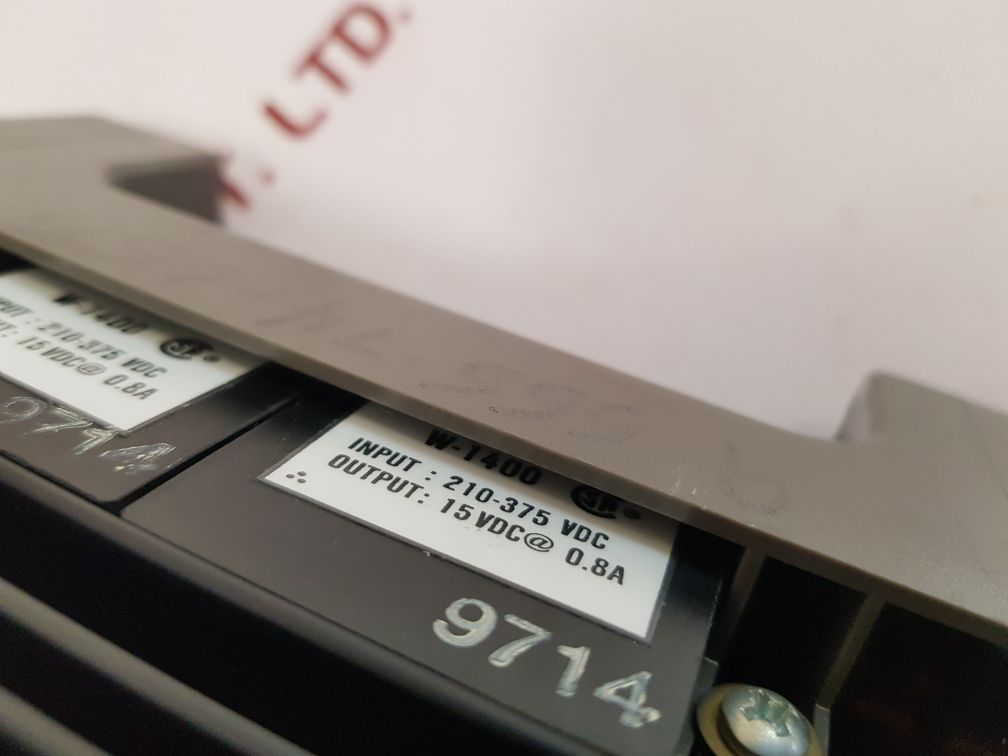 LTD.
W-1400
INPUT : 210-375 VDC
OUTPUT: 15 VDC@ 0.8A
9714
W-1400
PUT : 210-375 VDC
PUT: 15 VDC@ 0.8A
9714